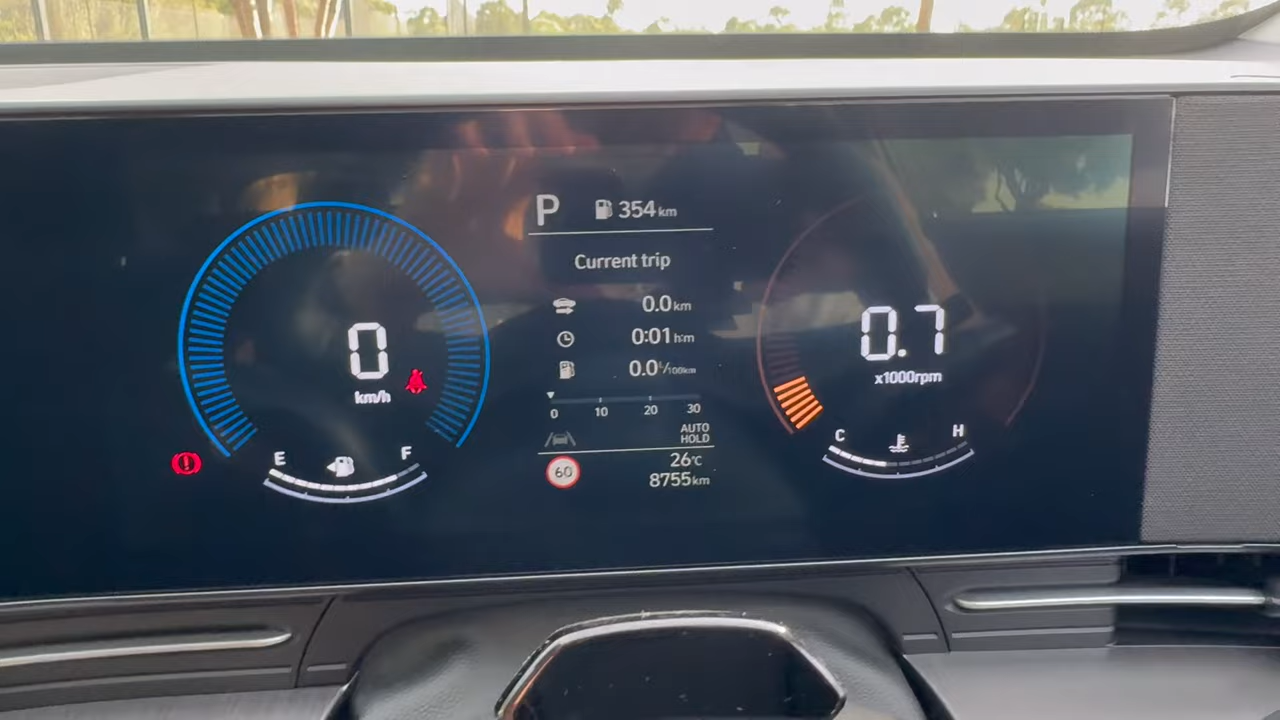 P 354 km
Current trip
0.0 km
0:01 h:m
0.0 L/100km
0 10 20 30
AUTO
HOLD
60
26°C
8755 km
0
km/h
E F
0.7
x1000rpm
C H